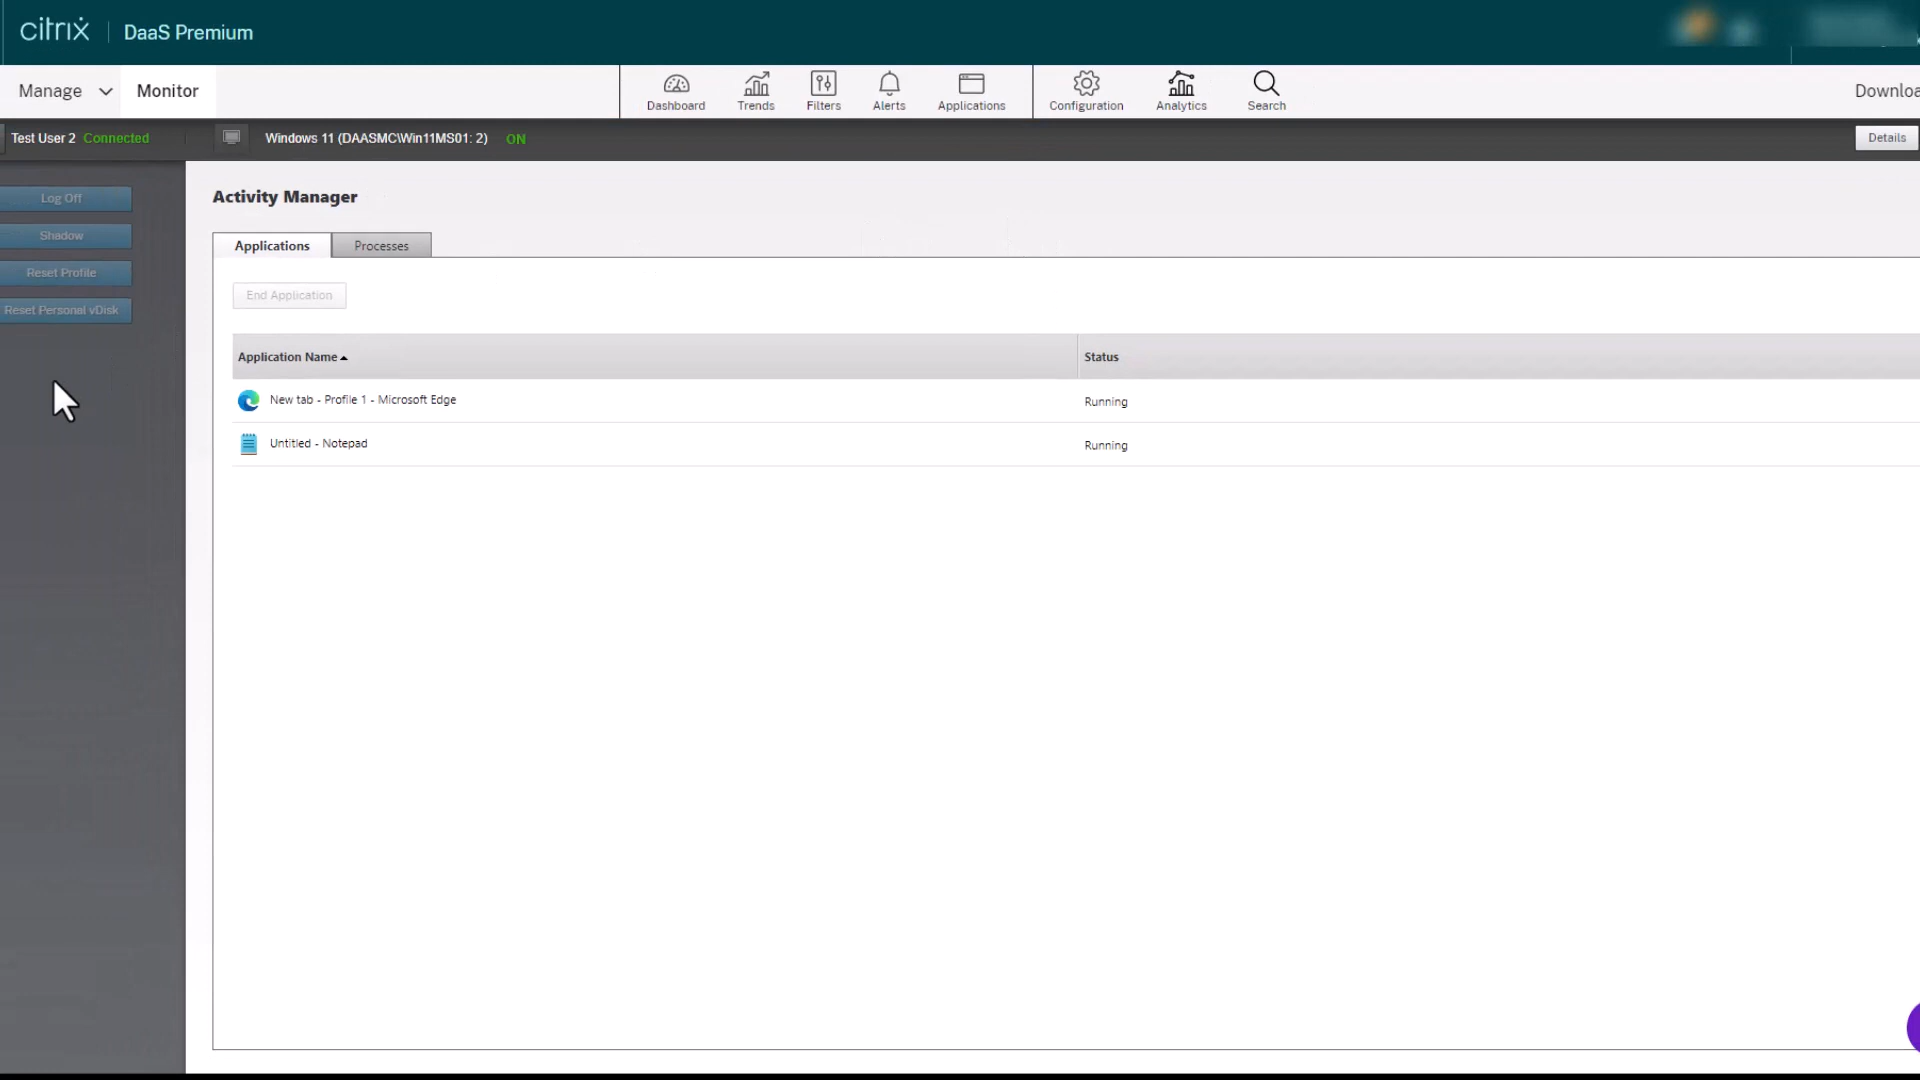 citrix DaaS Premium
Manage Monitor Dashboard Trends Filters Alerts Applications Configuration Analytics Search Downloa
Test User 2 Connected Windows 11 (DAASMC\Win11MS01: 2) ON Details
Log Off
Shadow
Reset Profile
Reset Personal vDisk
Activity Manager
Applications Processes
End Application
Application Name Status
New tab - Profile 1 - Microsoft Edge Running
Untitled - Notepad Running